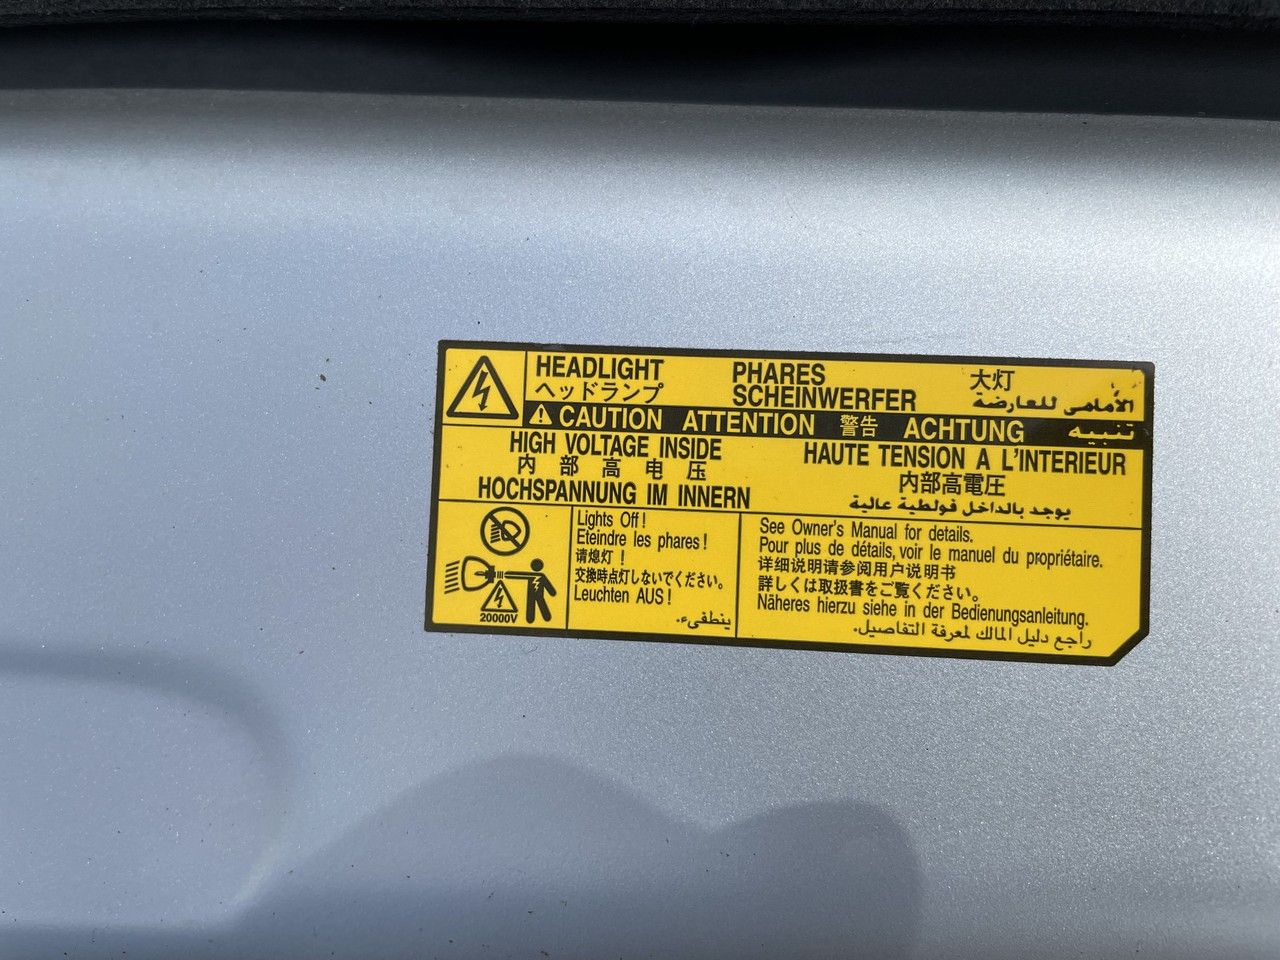 HEADLIGHT PHARES 大灯
ヘッドランプ SCHEINWERFER الأمامي للعارضة
CAUTION ATTENTION 警告 ACHTUNG تنبيه
HIGH VOLTAGE INSIDE
内部高电压
HOCHSPANNUNG IM INNERN
HAUTE TENSION A L'INTERIEUR
内部高電圧
يوجد بالداخل فولطية عالية
20000V
Lights Off!
Eteindre les phares!
请熄灯!
交換時点灯しないでください。
Leuchten AUS!
ينطفىء.
See Owner's Manual for details.
Pour plus de détails, voir le manuel du propriétaire.
详细说明请参阅用户说明书
詳しくは取扱書をご覧ください。
Näheres hierzu siehe in der Bedienungsanleitung.
راجع دليل المالك لمعرفة التفاصيل.